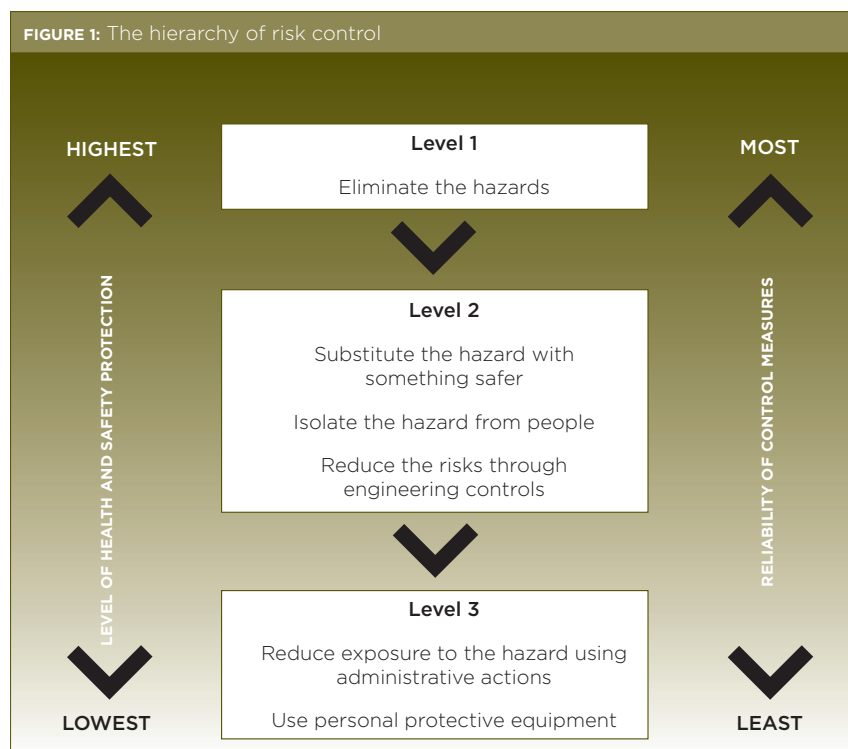 FIGURE 1: The hierarchy of risk control
HIGHEST
LEVEL OF HEALTH AND SAFETY PROTECTION
LOWEST
Level 1
Eliminate the hazards
Level 2
Substitute the hazard with
something safer
Isolate the hazard from people
Reduce the risks through
engineering controls
Level 3
Reduce exposure to the hazard using
administrative actions
Use personal protective equipment
MOST
RELIABILITY OF CONTROL MEASURES
LEAST